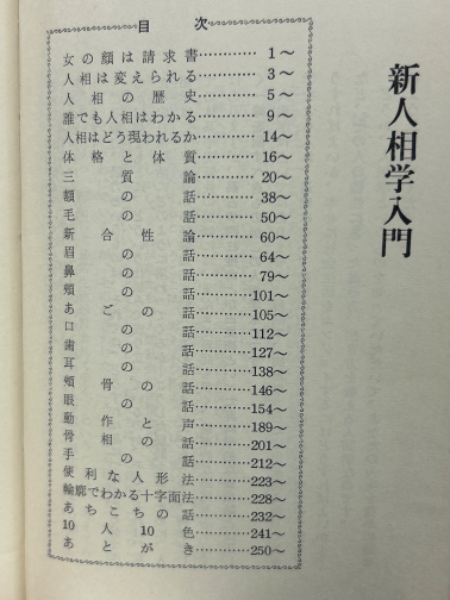 新人相学入門
目次
女の顔は請求書…………1〜
人相は変えられる…………3〜
人相の歴史…………5〜
誰でも人相はわかる…………9〜
人相はどう現われるか…………14〜
体格と体質…………16〜
三質論…………20〜
額の話…………38〜
毛の話…………50〜
新合性論…………60〜
眉の話…………64〜
鼻の話…………79〜
頬の話…………101〜
あごの話…………105〜
口の話…………112〜
歯の話…………127〜
耳の話…………138〜
頬骨の話…………146〜
眼の話…………154〜
動作と声…………189〜
骨相の話…………201〜
手の話…………212〜
便利な人形法…………223〜
輪廓でわかる十字面法…………228〜
あちこちの話…………232〜
10人10色…………241〜
あとがき…………250〜